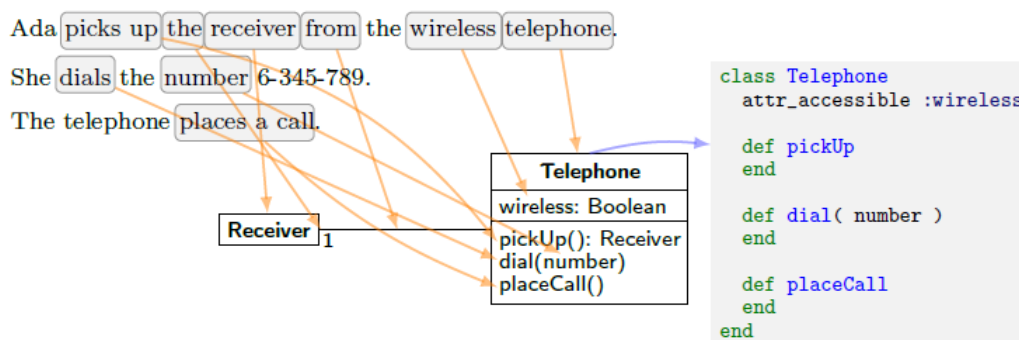 Ada picks up the receiver from the wireless telephone.
She dials the number 6-345-789.
The telephone places a call.
Receiver
1
Telephone
wireless: Boolean
pickUp(): Receiver
dial(number)
placeCall()
class Telephone
attr_accessible :wireless
def pickUp
end
def dial( number )
end
def placeCall
end
end